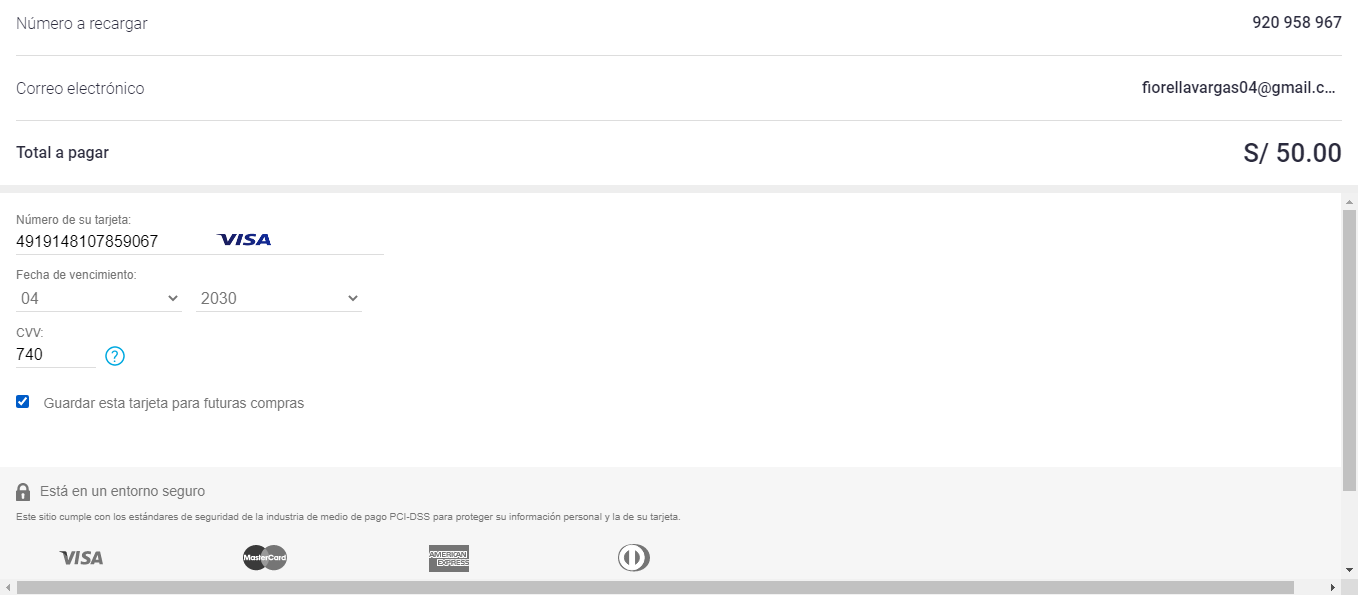 Número a recargar
920 958 967
Correo electrónico
fiorellavargas04@gmail.c...
Total a pagar
S/ 50.00
Número de su tarjeta:
4919148107859067 VISA
Fecha de vencimiento:
04 2030
CVV:
740 ?
Guardar esta tarjeta para futuras compras
Está en un entorno seguro
Este sitio cumple con los estándares de seguridad de la industria de medio de pago PCI-DSS para proteger su información personal y la de su tarjeta.
VISA
MasterCard
AMERICAN
EXPRESS